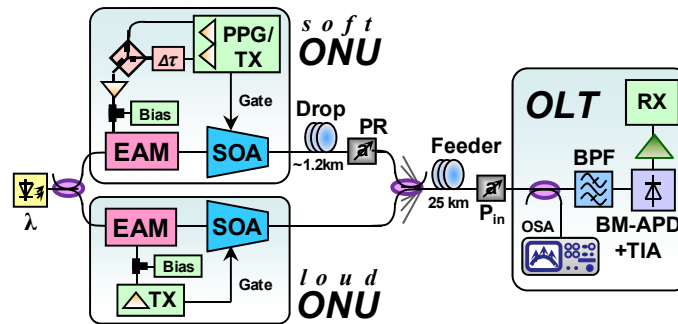 soft
ONU
PPG/
TX
Δτ
Bias
Gate
EAM
SOA
Drop
~1.2km
PR
a
λ
EAM
SOA
Bias
Gate
TX
loud
ONU
Feeder
25 km
a
P_in
OLT
RX
BPF
OSA
BM-APD
+TIA